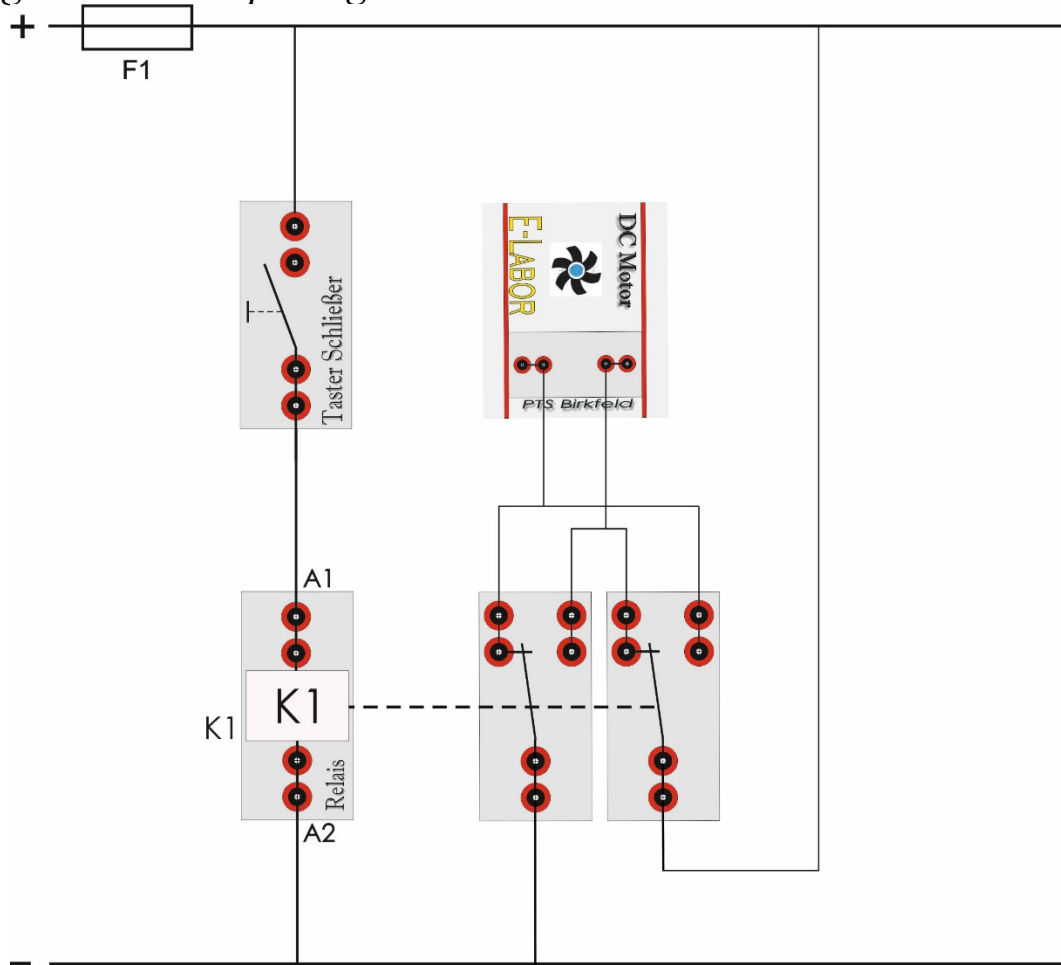 +
F1
E-LABOR
DC Motor
Taster Schließer
PTS Birkfeld
A1
K1
K1
Relais
A2
–